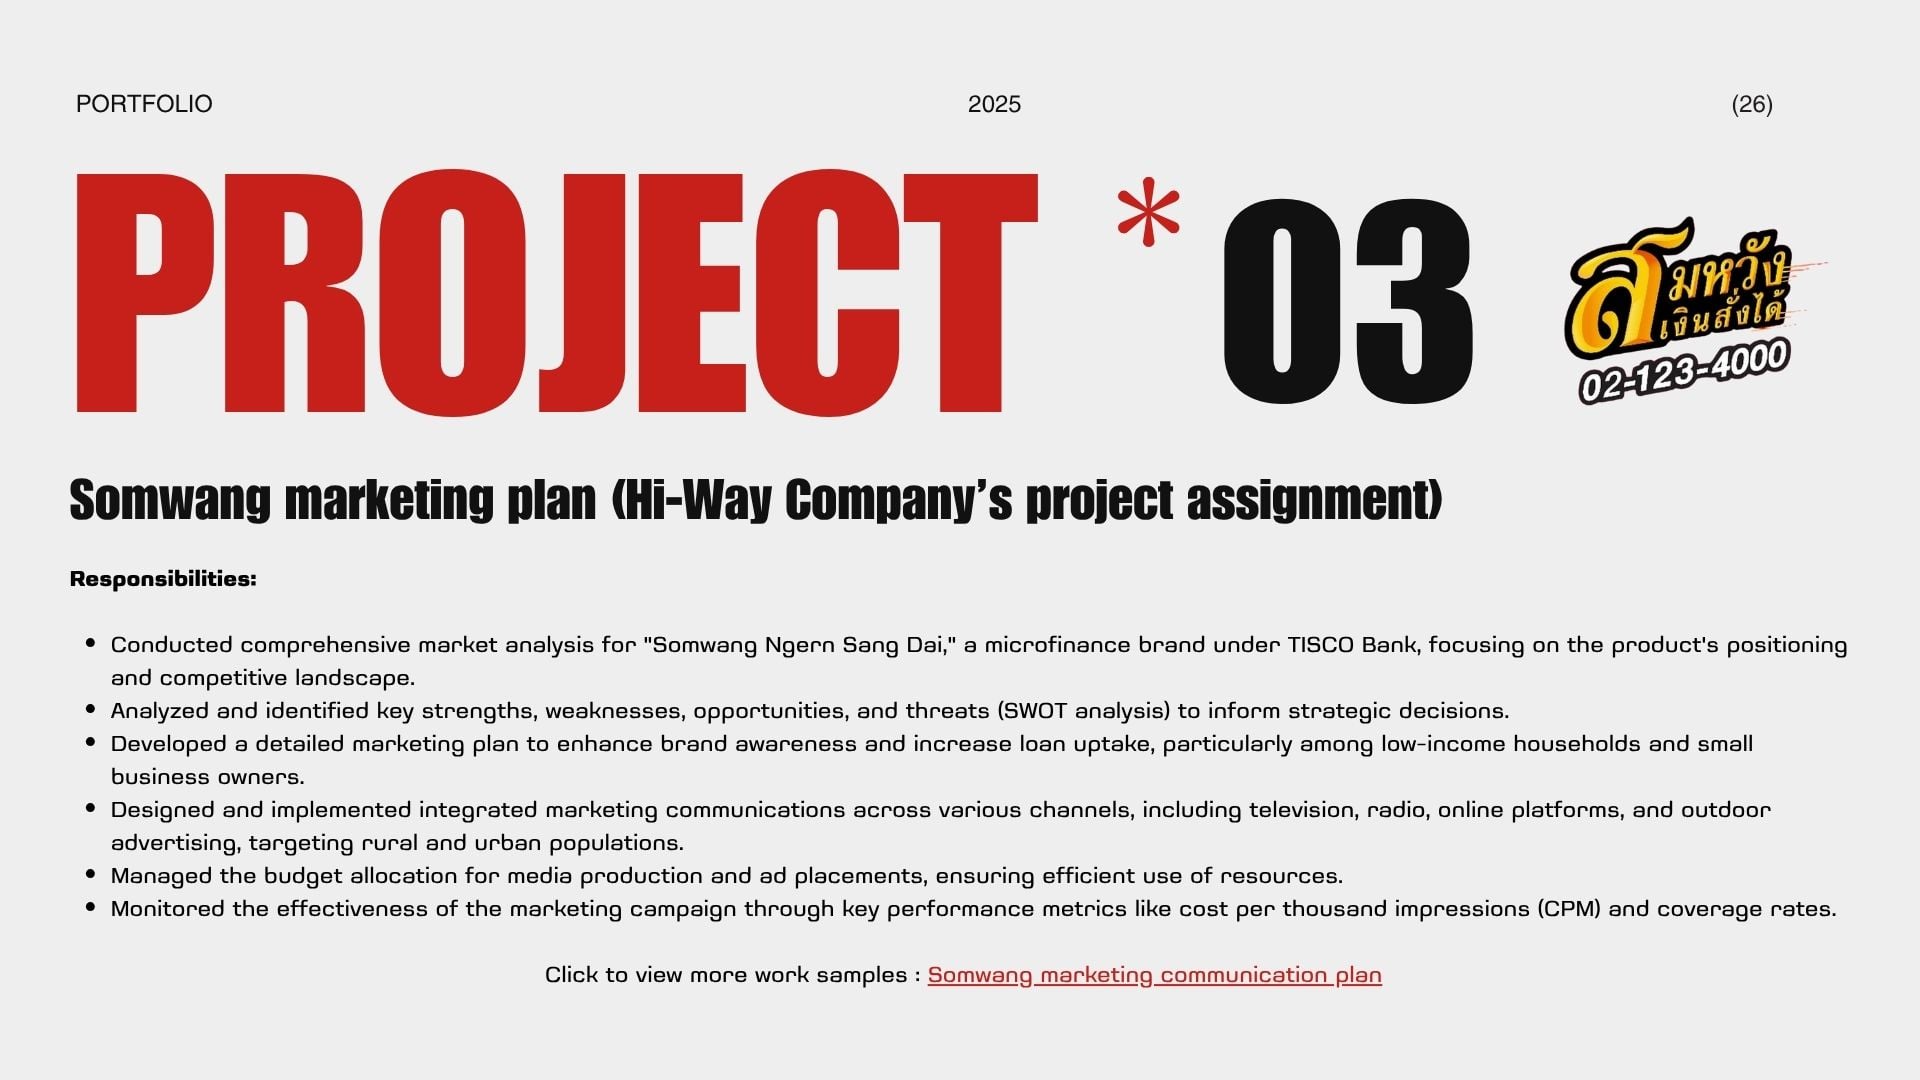 PORTFOLIO
2025
(26)
PROJECT * 03
สมหวัง
เงินสั่งได้
02-123-4000
Somwang marketing plan (Hi-Way Company’s project assignment)
Responsibilities:
• Conducted comprehensive market analysis for "Somwang Ngern Sang Dai," a microfinance brand under TISCO Bank, focusing on the product's positioning
and competitive landscape.
• Analyzed and identified key strengths, weaknesses, opportunities, and threats (SWOT analysis) to inform strategic decisions.
• Developed a detailed marketing plan to enhance brand awareness and increase loan uptake, particularly among low-income households and small
business owners.
• Designed and implemented integrated marketing communications across various channels, including television, radio, online platforms, and outdoor
advertising, targeting rural and urban populations.
• Managed the budget allocation for media production and ad placements, ensuring efficient use of resources.
• Monitored the effectiveness of the marketing campaign through key performance metrics like cost per thousand impressions (CPM) and coverage rates.
Click to view more work samples : Somwang marketing communication plan